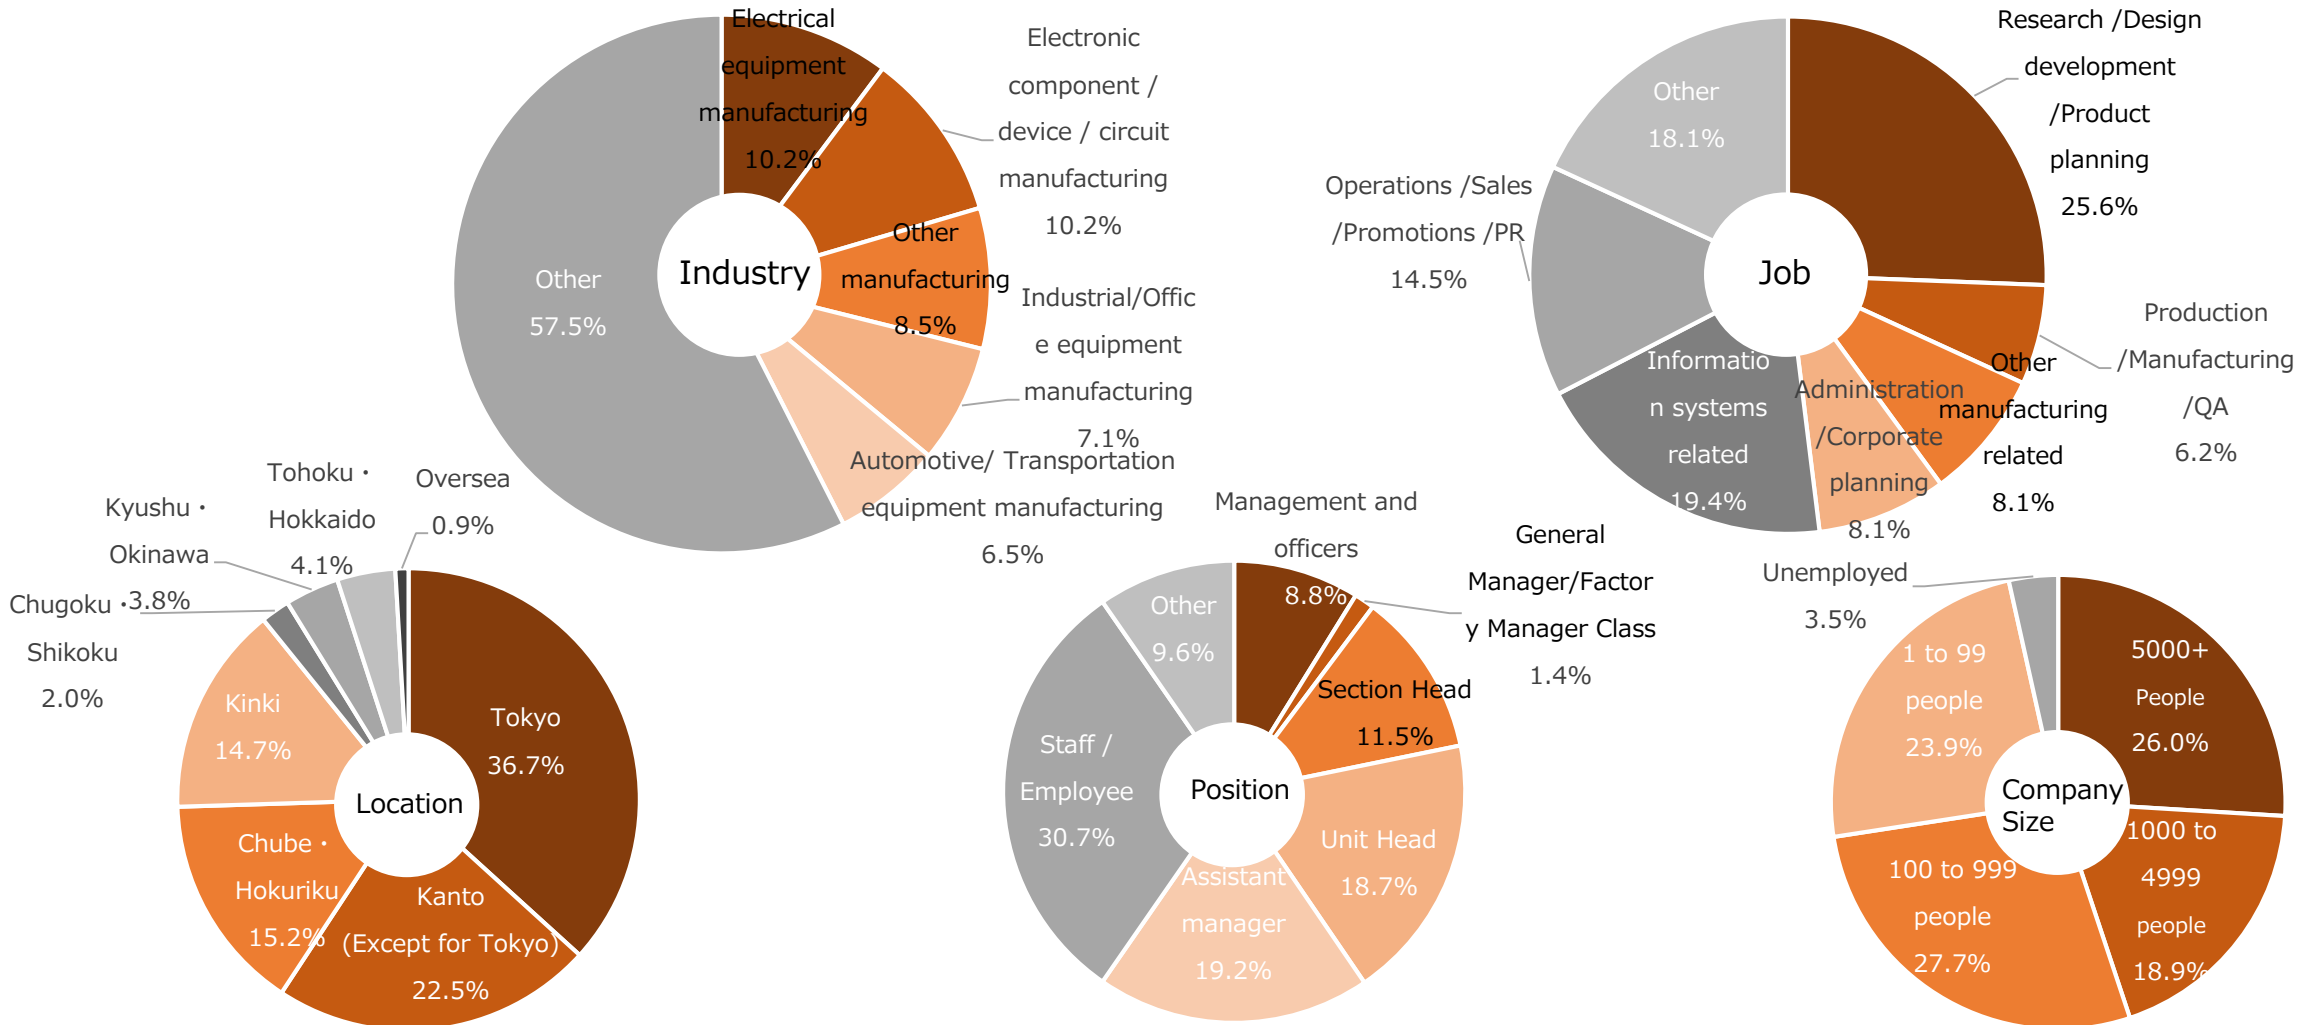 Electrical
equipment
manufacturing
10.2%
Electronic
component /
device / circuit
manufacturing
10.2%
Other
manufacturing
8.5%
Industrial/Offic
e equipment
manufacturing
7.1%
Automotive/ Transportation
equipment manufacturing
6.5%
Other
57.5%
Industry
Research /Design
development
/Product
planning
25.6%
Production
/Manufacturing
/QA
6.2%
Other
manufacturing
related
8.1%
Administration
/Corporate
planning
8.1%
Informatio
n systems
related
19.4%
Operations /Sales
/Promotions /PR
14.5%
Other
18.1%
Job
Tokyo
36.7%
Kanto
(Except for Tokyo)
22.5%
Chube・
Hokuriku
15.2%
Kinki
14.7%
Chugoku・
Shikoku
2.0%
Kyushu・
Okinawa
3.8%
Tohoku・
Hokkaido
4.1%
Oversea
0.9%
Location
Management and
officers
8.8%
General
Manager/Factor
y Manager Class
1.4%
Section Head
11.5%
Unit Head
18.7%
Assistant
manager
19.2%
Staff /
Employee
30.7%
Other
9.6%
Position
5000+
People
26.0%
1000 to
4999
people
18.9%
100 to 999
people
27.7%
1 to 99
people
23.9%
Unemployed
3.5%
Company
Size